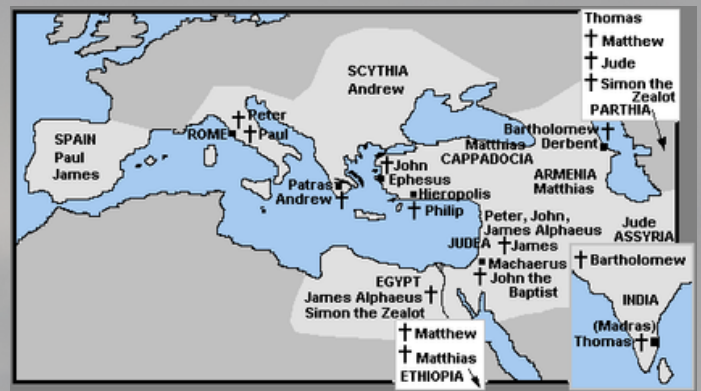 Thomas
Matthew
Jude
Simon the
Zealot
PARTHIA
SCYTHIA
Andrew
Peter
ROME Paul
SPAIN
Paul
James
Bartholomew
Matthias Derbent
CAPPADOCIA
John
Ephesus
ARMENIA
Matthias
Patras
Andrew
Hieropolis
Philip
Peter, John,
James Alphaeus
JUDEA James
Jude
ASSYRIA
Machaerus
John the
Baptist
EGYPT
James Alphaeus
Simon the Zealot
Matthew
Matthias
ETHIOPIA
Bartholomew
INDIA
(Madras)
Thomas